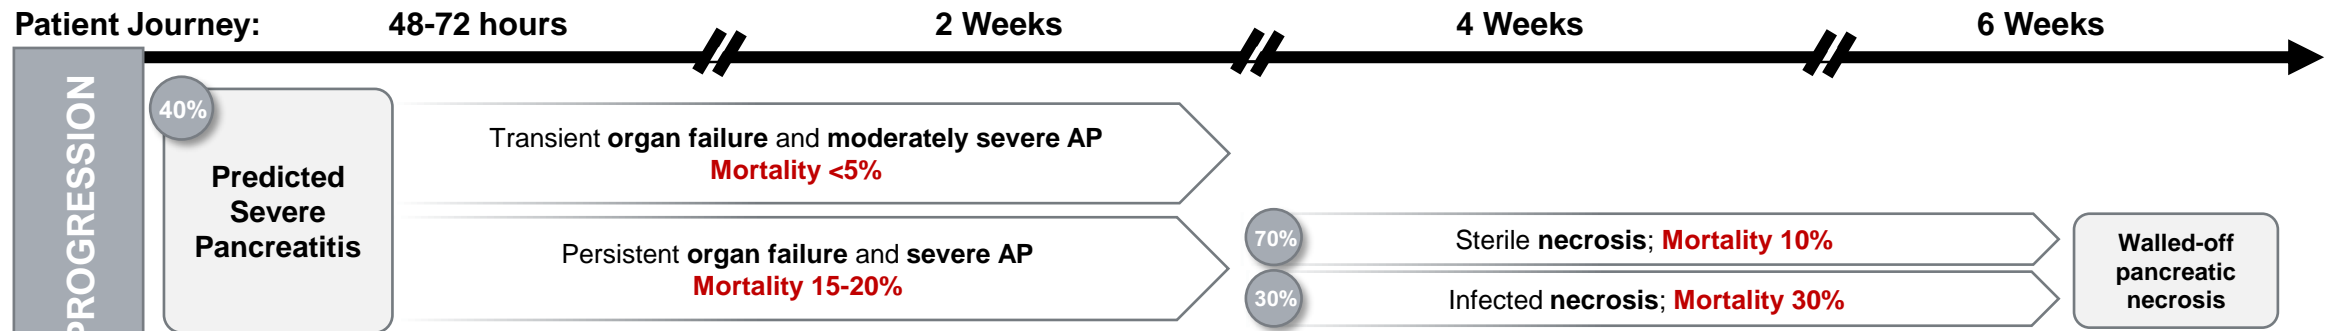 Patient Journey:
48-72 hours
2 Weeks
4 Weeks
6 Weeks
PROGRESSION
40%
Predicted
Severe
Pancreatitis
Transient organ failure and moderately severe AP
Mortality <5%
Persistent organ failure and severe AP
Mortality 15-20%
70%
Sterile necrosis; Mortality 10%
30%
Infected necrosis; Mortality 30%
Walled-off
pancreatic
necrosis